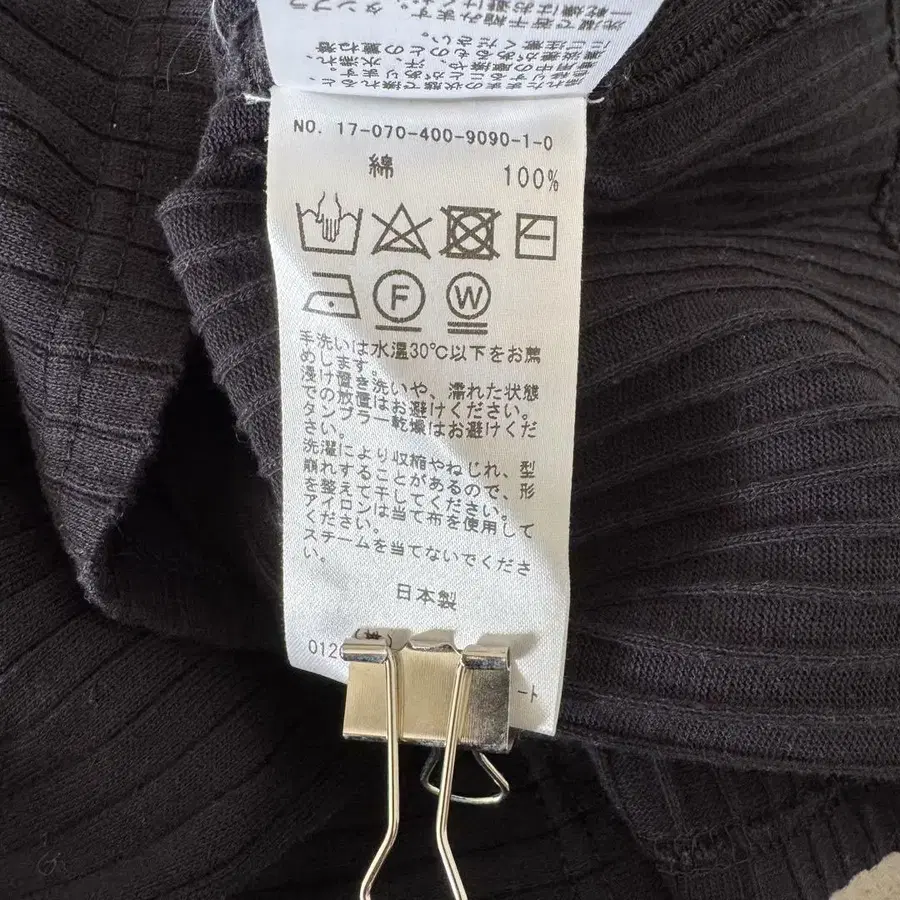 NO. 17-070-400-9090-1-0
綿 100%
F W
手洗いは水温30℃以下をお薦
めします。
浸け置き洗いや、濡れた状態
での放置はお避けください。
タンブラー乾燥はお避けくだ
さい。
洗濯により収縮やねじれ、型
崩れすることがあるので、形
を整えて干してください。
アイロンは当て布を使用して
ください。
スチームを当てないでくださ
い。
日本製
012
ート